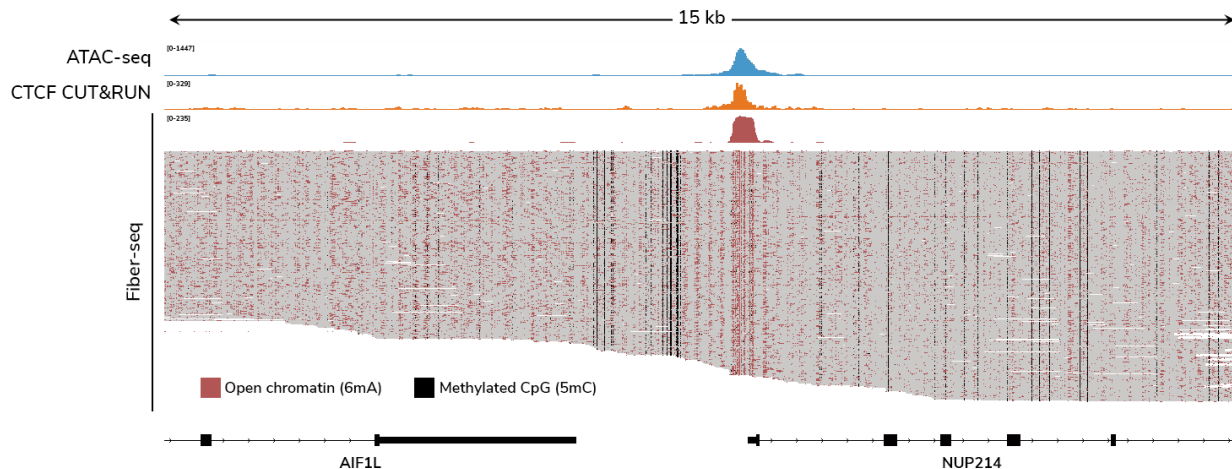 15 kb
ATAC-seq
[0-1447]
CTCF CUT&RUN
[0-329]
[0-235]
Fiber-seq
Open chromatin (6mA)
Methylated CpG (5mC)
AIF1L
NUP214